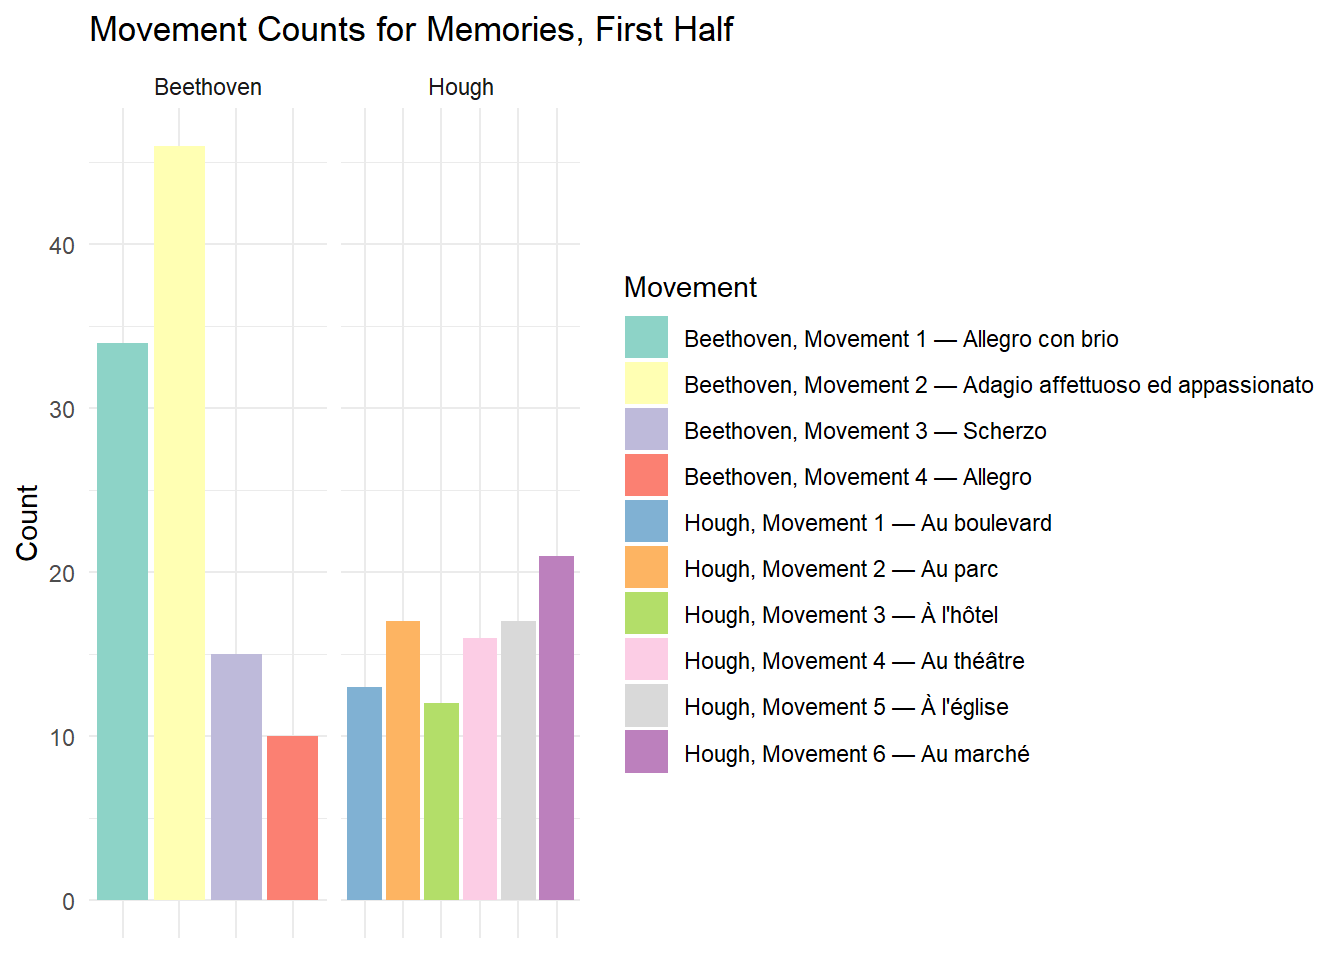 Movement Counts for Memories, First Half
Beethoven
Hough
Count
40
30
20
10
0
Movement
Beethoven, Movement 1 — Allegro con brio
Beethoven, Movement 2 — Adagio affettuoso ed appassionato
Beethoven, Movement 3 — Scherzo
Beethoven, Movement 4 — Allegro
Hough, Movement 1 — Au boulevard
Hough, Movement 2 — Au parc
Hough, Movement 3 — À l'hôtel
Hough, Movement 4 — Au théâtre
Hough, Movement 5 — À l'église
Hough, Movement 6 — Au marché